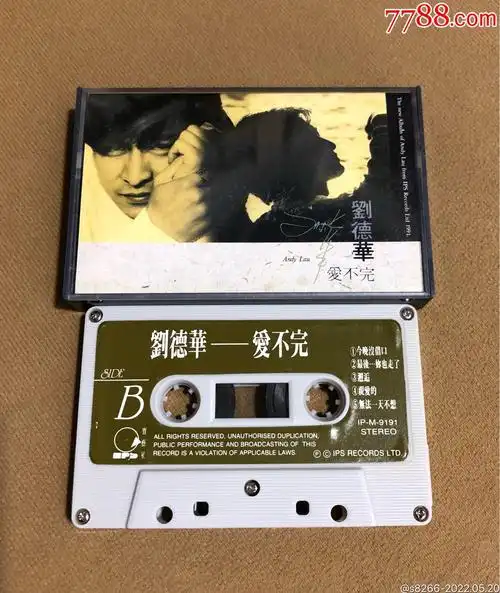 7788.com
The new Album of Andy Lau from IPS Records Ltd 1991.
劉德華
Andy Lau
愛不完
劉德華——愛不完
SIDE
B
寶藝星
IPS
①今晚沒借口
②最後一妳也走了
③邂逅
④親愛的
⑤無法一天不想
IP-M-9191
STEREO
ALL RIGHTS RESERVED, UNAUTHORISED DUPLICATION,
PUBLIC PERFORMANCE AND BROADCASTING OF THIS
RECORD IS A VIOLATION OF APPLICABLE LAWS.
Ⓟ © IPS RECORDS LTD.
@s8266-2022.05.20